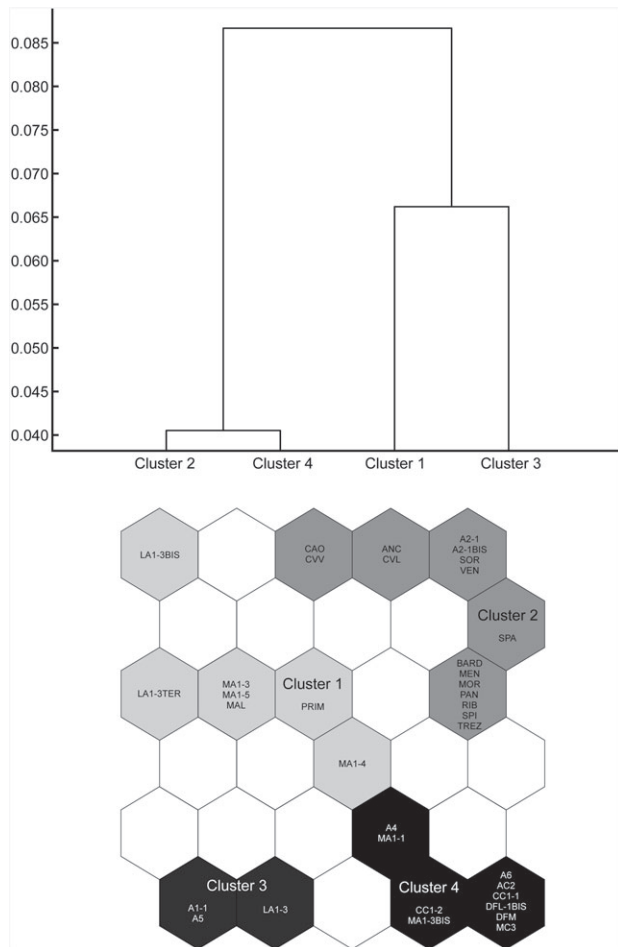 0.085
0.080
0.075
0.070
0.065
0.060
0.055
0.050
0.045
0.040
Cluster 2
Cluster 4
Cluster 1
Cluster 3
LA1-3BIS
CAO
CVV
ANC
CVL
A2-1
A2-1BIS
SOR
VEN
Cluster 2
SPA
LA1-3TER
MA1-3
MA1-5
MAL
Cluster 1
PRIM
BARD
MEN
MOR
PAN
RIB
SPI
TREZ
MA1-4
A4
MA1-1
Cluster 3
A1-1
A5
LA1-3
Cluster 4
CC1-2
MA1-3BIS
A6
AC2
CC1-1
DFL-1BIS
DFM
MC3